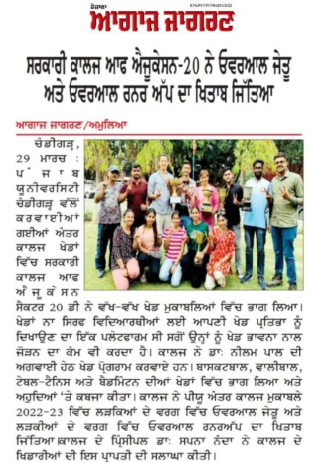 ਰੋਜ਼ਾਨਾ
ਆਗਾਜ਼ ਜਾਗਰਣ
ਸਰਕਾਰੀ ਕਾਲਜ ਆਫ ਐਜੂਕੇਸਨ-20 ਨੇ ਓਵਰਆਲ ਜੇਤੂ
ਅਤੇ ਓਵਰਆਲ ਰਨਰ ਅੱਪ ਦਾ ਖਿਤਾਬ ਜਿੱਤਿਆ
ਆਗਾਜ਼ ਜਾਗਰਣ/ਅਮੁਲਿਆ
ਚੰਡੀਗੜ੍ਹ,
29 ਮਾਰਚ :
ਪੰਜਾਬ
ਯੂਨੀਵਰਸਿਟੀ
ਚੰਡੀਗੜ੍ਹ ਵੱਲੋਂ
ਕਰਵਾਈਆਂ
ਗਈਆਂ ਅੰਤਰ
ਕਾਲਜ ਖੇਡਾਂ
ਵਿੱਚ ਸਰਕਾਰੀ
ਕਾਲਜ ਆਫ
ਐਜੂਕੇਸਨ
ਸੈਕਟਰ 20 ਡੀ ਨੇ ਵੱਖ-ਵੱਖ ਖੇਡ ਮੁਕਾਬਲਿਆਂ ਵਿੱਚ ਭਾਗ ਲਿਆ।
ਖੇਡਾਂ ਨਾ ਸਿਰਫ ਵਿਦਿਆਰਥੀਆਂ ਲਈ ਆਪਣੀ ਖੇਡ ਪ੍ਰਤਿਭਾ ਨੂੰ
ਦਿਖਾਉਣ ਦਾ ਇੱਕ ਪਲੇਟਫਾਰਮ ਸੀ ਸਗੋਂ ਉਨ੍ਹਾਂ ਨੂੰ ਖੇਡ ਭਾਵਨਾ ਨਾਲ
ਜੋੜਨ ਦਾ ਕੰਮ ਵੀ ਕਰਦਾ ਹੈ। ਕਾਲਜ ਨੇ ਡਾ: ਨੀਲਮ ਪਾਲ ਦੀ
ਅਗਵਾਈ ਹੇਠ ਖੇਡ ਪ੍ਰੋਗਰਾਮ ਕਰਵਾਏ ਹਨ। ਬਾਸਕਟਬਾਲ, ਵਾਲੀਬਾਲ,
ਟੇਬਲ-ਟੈਨਿਸ ਅਤੇ ਬੈਡਮਿੰਟਨ ਦੀਆਂ ਖੇਡਾਂ ਵਿੱਚ ਭਾਗ ਲਿਆ ਅਤੇ
ਅਹੁਦਿਆਂ 'ਤੇ ਕਬਜਾ ਕੀਤਾ। ਕਾਲਜ ਨੇ ਪੀਯੂ ਅੰਤਰ ਕਾਲਜ ਮੁਕਾਬਲੇ
2022-23 ਵਿੱਚ ਲੜਕਿਆਂ ਦੇ ਵਰਗ ਵਿੱਚ ਓਵਰਆਲ ਜੇਤੂ ਅਤੇ
ਲੜਕੀਆਂ ਦੇ ਵਰਗ ਵਿੱਚ ਓਵਰਆਲ ਰਨਰਅੱਪ ਦਾ ਖਿਤਾਬ
ਜਿੱਤਿਆ।ਕਾਲਜ ਦੇ ਪ੍ਰਿੰਸੀਪਲ ਡਾ: ਸਪਨਾ ਨੰਦਾ ਨੇ ਕਾਲਜ ਦੇ
ਖਿਡਾਰੀਆਂ ਦੀ ਇਸ ਪ੍ਰਾਪਤੀ ਦੀ ਸਲਾਘਾ ਕੀਤੀ।